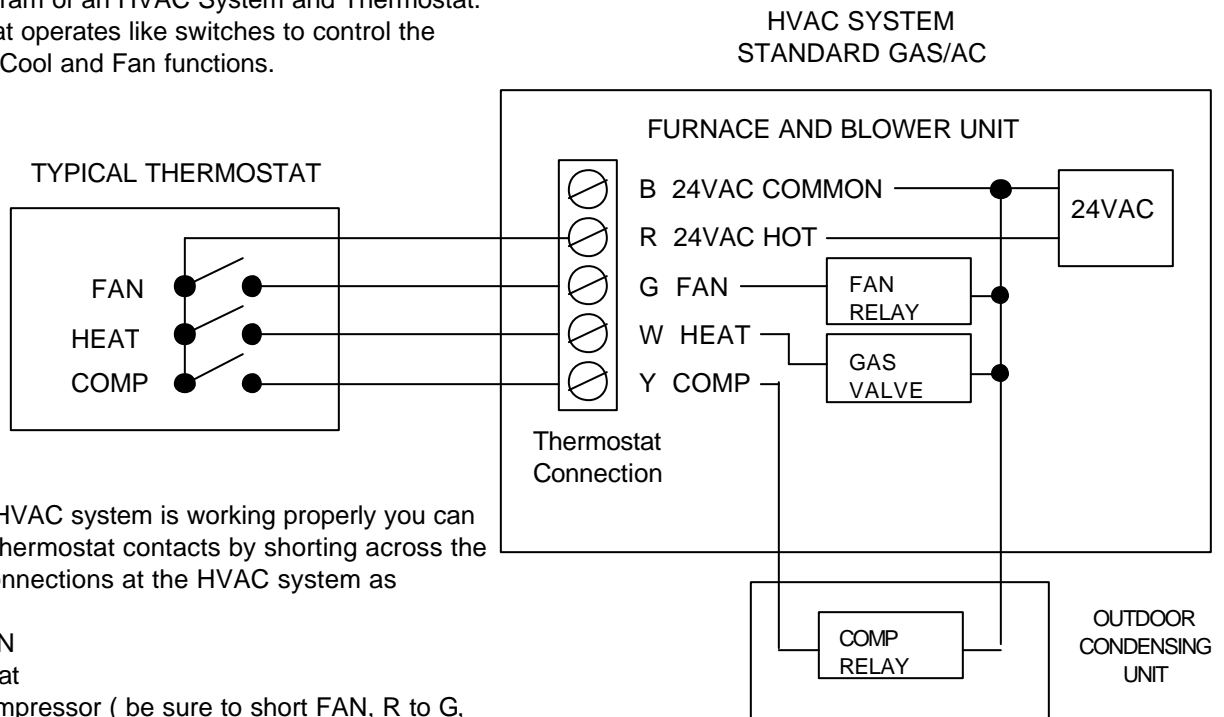 ram of an HVAC System and Thermostat.
at operates like switches to control the
Cool and Fan functions.
HVAC SYSTEM
STANDARD GAS/AC
FURNACE AND BLOWER UNIT
TYPICAL THERMOSTAT
B 24VAC COMMON
24VAC
R 24VAC HOT
FAN
G FAN
FAN
RELAY
HEAT
W HEAT
GAS
VALVE
COMP
Y COMP
Thermostat
Connection
HVAC system is working properly you can
hermostat contacts by shorting across the
onnections at the HVAC system as
N
at
mpressor ( be sure to short FAN, R to G,
COMP
RELAY
OUTDOOR
CONDENSING
UNIT